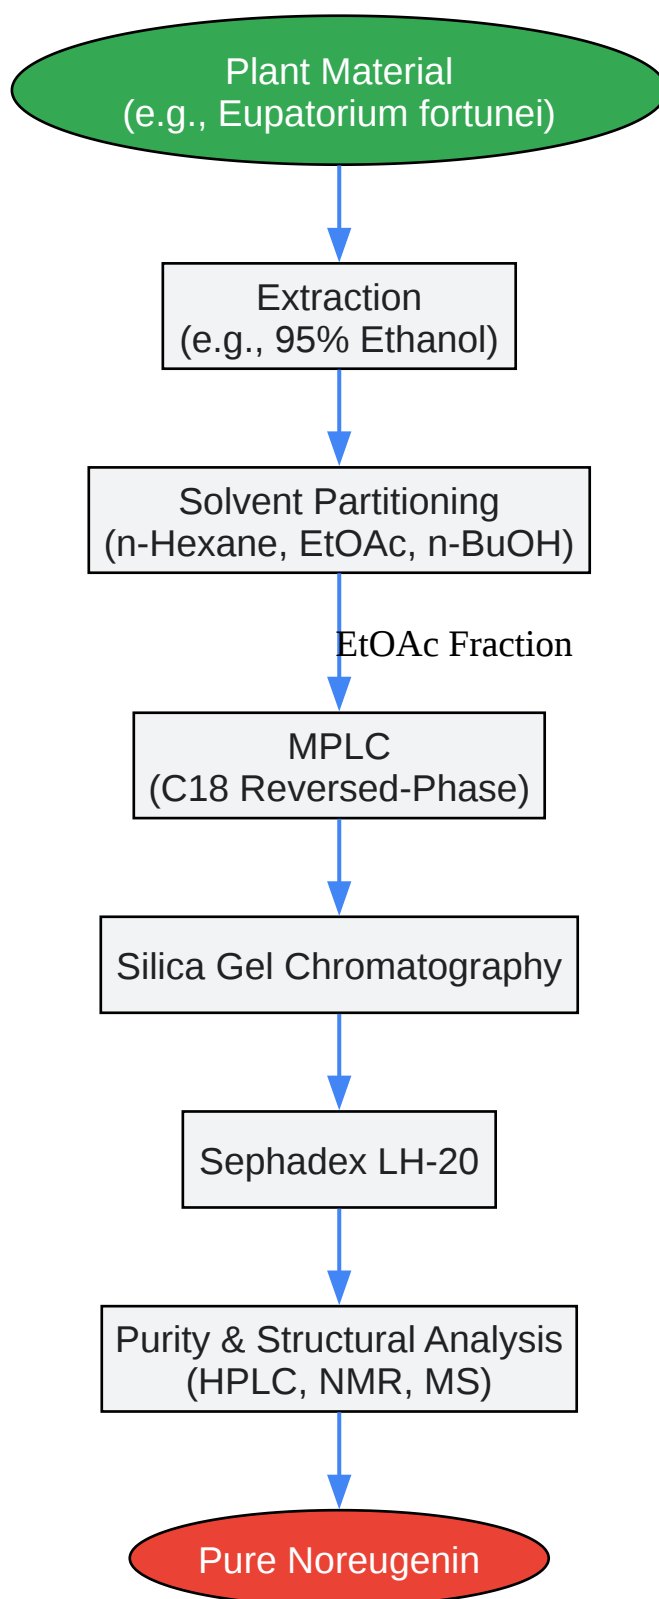 Plant Material
(e.g., Eupatorium fortunei)
Extraction
(e.g., 95% Ethanol)
Solvent Partitioning
(n-Hexane, EtOAc, n-BuOH)
EtOAc Fraction
MPLC
(C18 Reversed-Phase)
Silica Gel Chromatography
Sephadex LH-20
Purity & Structural Analysis
(HPLC, NMR, MS)
Pure Noreugenin